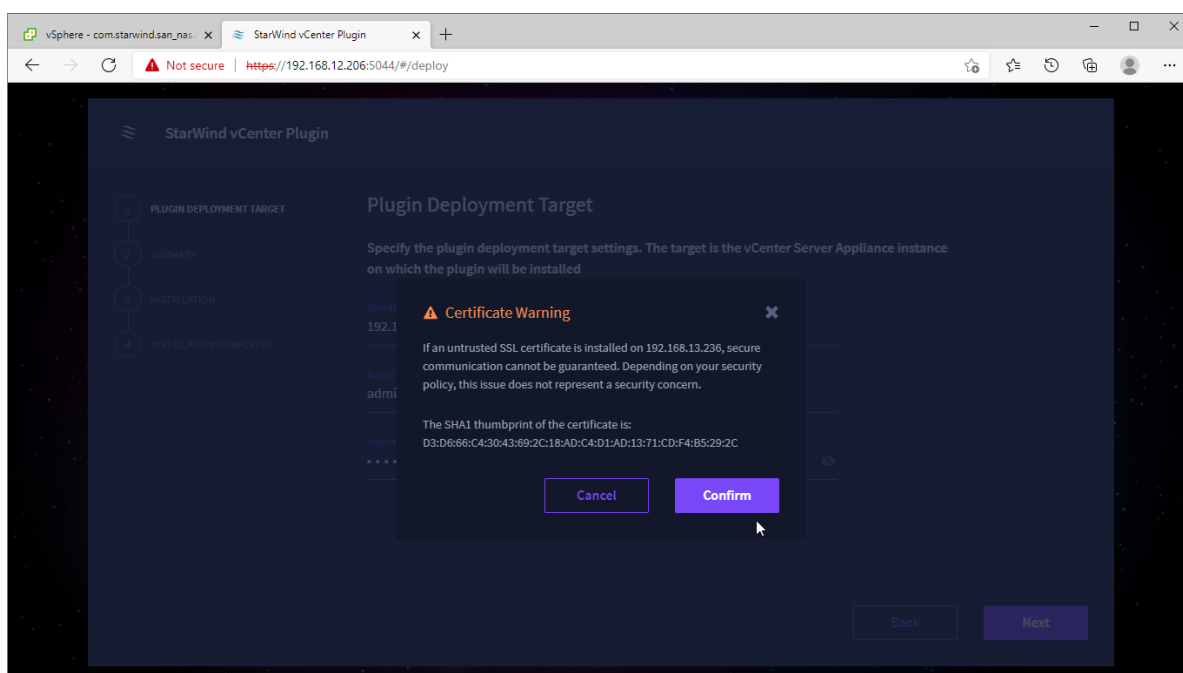 vSphere - com.starwind.san_nas.
StarWind vCenter Plugin
Not secure
https://192.168.12.206:5044/#/deploy
StarWind vCenter Plugin
1 PLUGIN DEPLOYMENT TARGET
2 SUMMARY
3 INSTALLATION
4 INSTALLATION COMPLETED
Plugin Deployment Target
Specify the plugin deployment target settings. The target is the vCenter Server Appliance instance
on which the plugin will be installed
192.1
admi
Certificate Warning
If an untrusted SSL certificate is installed on 192.168.13.236, secure
communication cannot be guaranteed. Depending on your security
policy, this issue does not represent a security concern.
The SHA1 thumbprint of the certificate is:
D3:D6:66:C4:30:43:69:2C:18:AD:C4:D1:AD:13:71:CD:F4:B5:29:2C
Cancel
Confirm
Back
Next